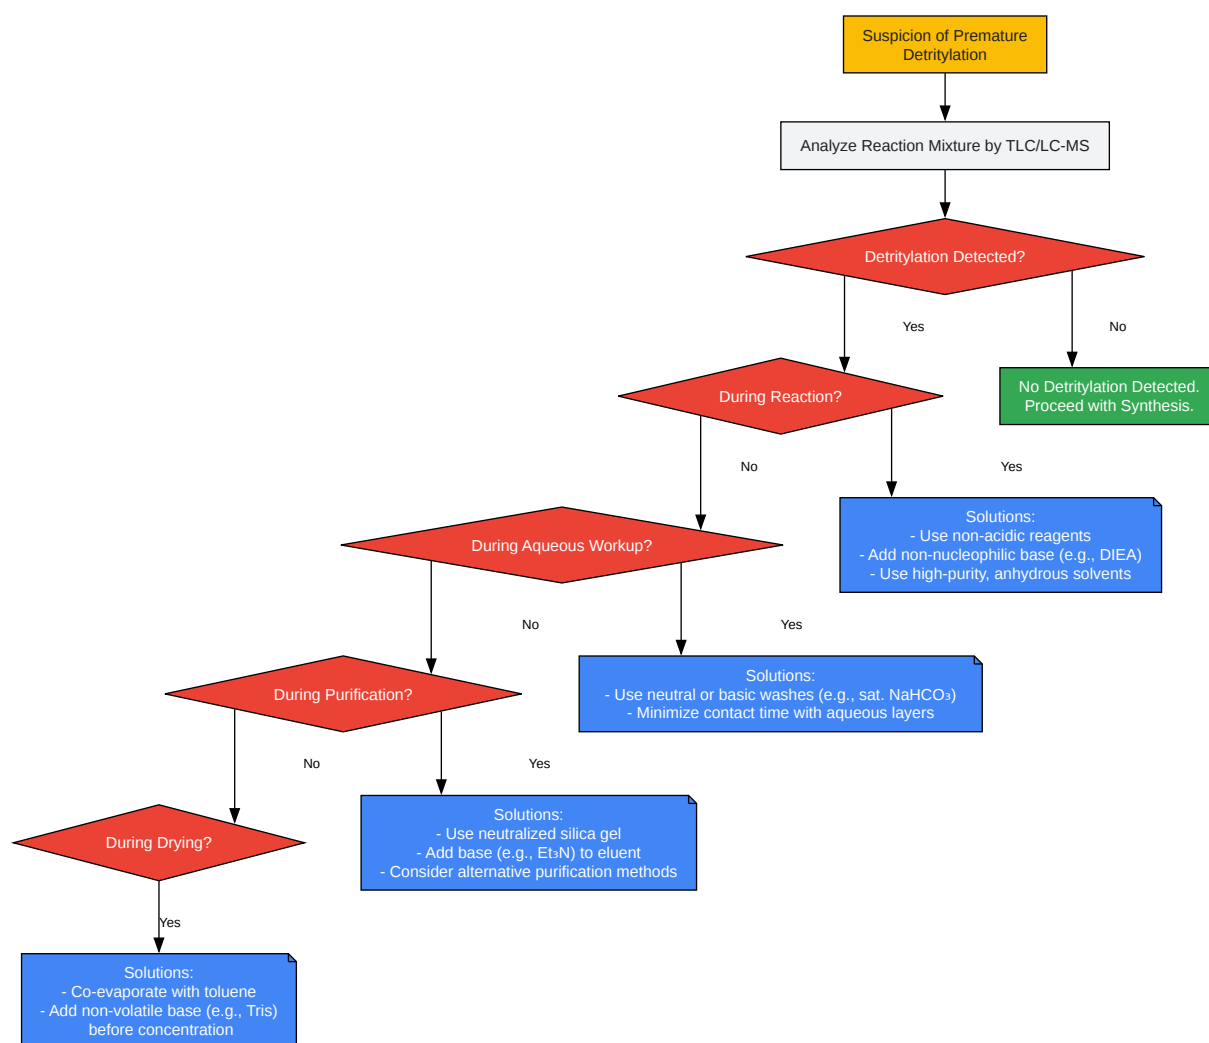 Suspicion of Premature
Detritylation
Analyze Reaction Mixture by TLC/LC-MS
Detritylation Detected?
Yes
No
During Reaction?
No Detritylation Detected.
Proceed with Synthesis.
No
Yes
Solutions:
- Use non-acidic reagents
- Add non-nucleophilic base (e.g., DIEA)
- Use high-purity, anhydrous solvents
During Aqueous Workup?
No
Yes
Solutions:
- Use neutral or basic washes (e.g., sat. NaHCO₃)
- Minimize contact time with aqueous layers
During Purification?
No
Yes
Solutions:
- Use neutralized silica gel
- Add base (e.g., Et₃N) to eluent
- Consider alternative purification methods
During Drying?
Yes
Solutions:
- Co-evaporate with toluene
- Add non-volatile base (e.g., Tris)
before concentration